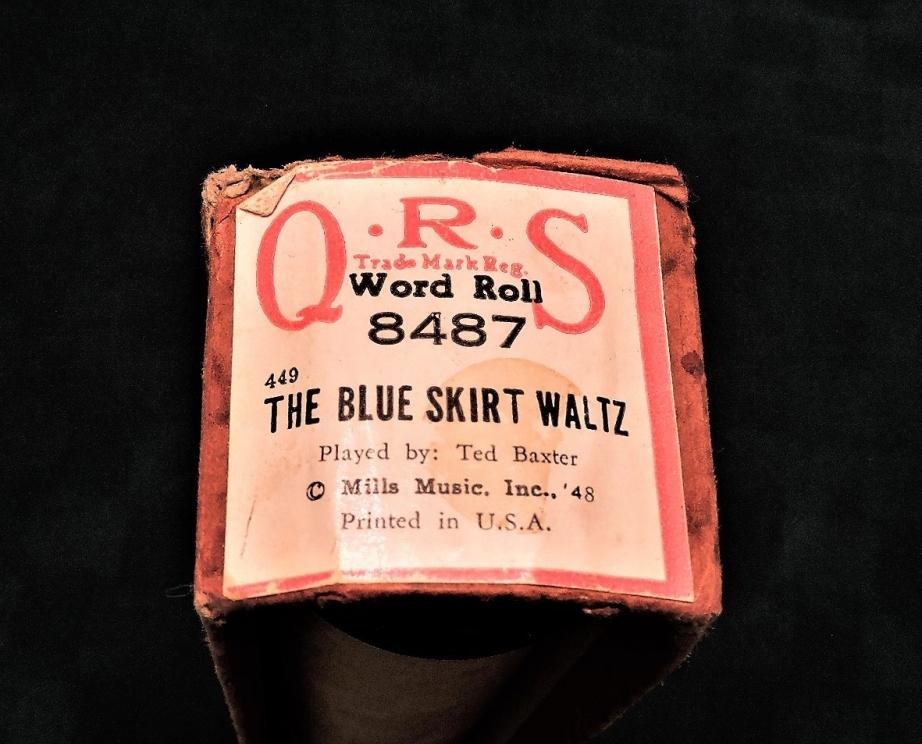 Q·R·S
Trade Mark Reg.
Word Roll
8487
449
THE BLUE SKIRT WALTZ
Played by: Ted Baxter
© Mills Music. Inc., '48
Printed in U.S.A.